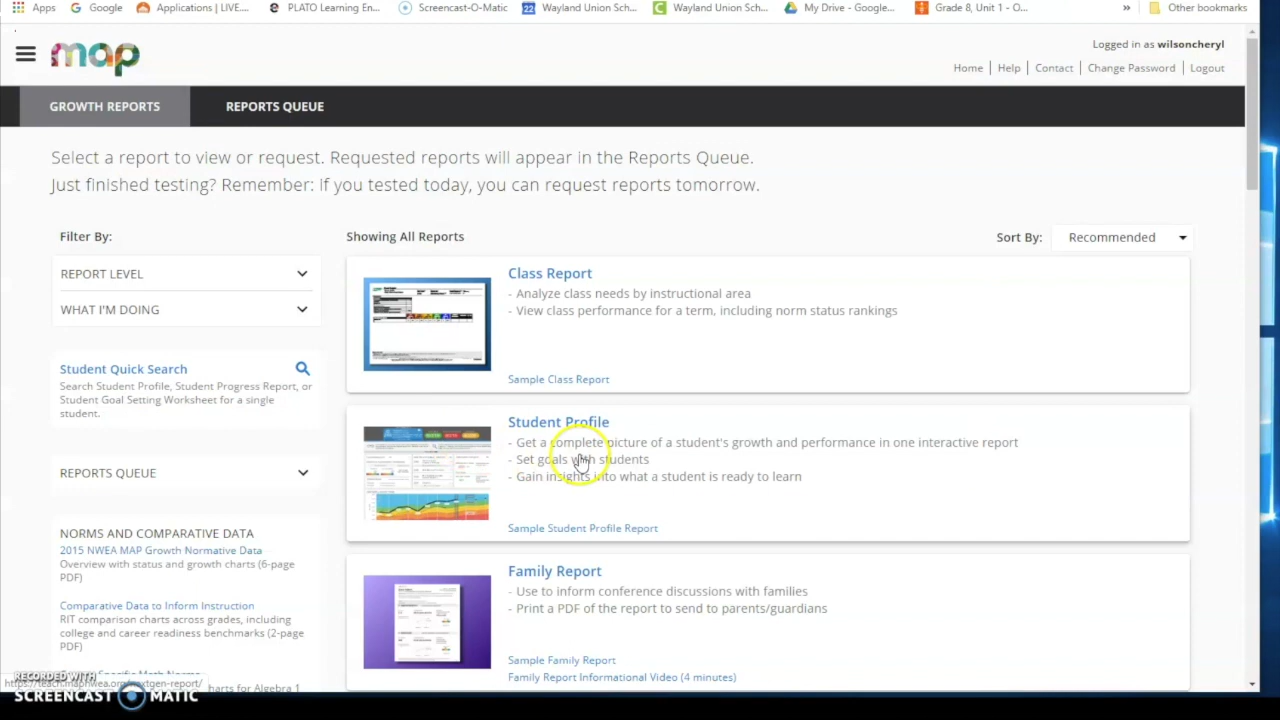 Apps
Google
Applications | LIVE...
PLATO Learning En...
Screencast-O-Matic
Wayland Union Sch...
Wayland Union Sch...
My Drive - Google...
Grade 8, Unit 1 - O...
»
Other bookmarks
map
Logged in as wilsoncheryl
Home | Help | Contact | Change Password | Logout
GROWTH REPORTS
REPORTS QUEUE
Select a report to view or request. Requested reports will appear in the Reports Queue.
Just finished testing? Remember: if you tested today, you can request reports tomorrow.
Filter By:
REPORT LEVEL
WHAT I'M DOING
Student Quick Search
Search Student Profile, Student Progress Report, or
Student Goal Setting Worksheet for a single
student.
REPORTS QUEUE
NORMS AND COMPARATIVE DATA
2015 NWEA MAP Growth Normative Data
Overview with status and growth charts (6-page
PDF)
Comparative Data to Inform Instruction
RIT comparison charts across grades, including
college and career readiness benchmarks (2-page
PDF)
Showing All Reports
Sort By: Recommended
Class Report
- Analyze class needs by instructional area
- View class performance for a term, including norm status rankings
Sample Class Report
Student Profile
- Get a complete picture of a student's growth and performance in one interactive report
- Set goals with students
- Gain insights into what a student is ready to learn
Sample Student Profile Report
Family Report
- Use to inform conference discussions with families
- Print a PDF of the report to send to parents/guardians
Sample Family Report
Family Report Informational Video (4 minutes)
harts for Algebra 1
RECORDED WITH
SCREENCAST MATIC